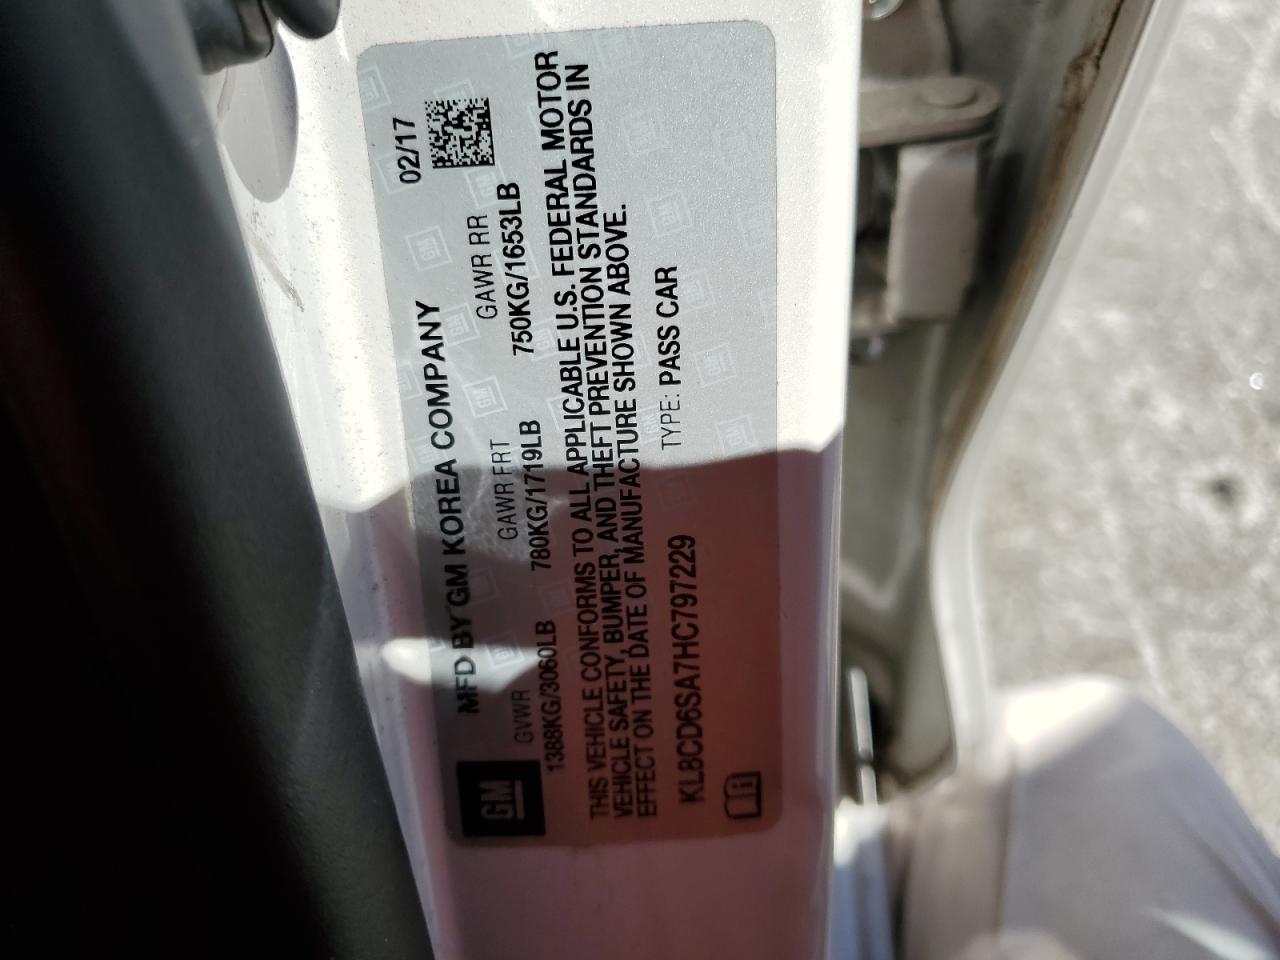 GM
MFD BY GM KOREA COMPANY 02/17
GVWR GAWR FRT GAWR RR
1388KG/3060LB 780KG/1719LB 750KG/1653LB
THIS VEHICLE CONFORMS TO ALL APPLICABLE U.S. FEDERAL MOTOR
VEHICLE SAFETY, BUMPER, AND THEFT PREVENTION STANDARDS IN
EFFECT ON THE DATE OF MANUFACTURE SHOWN ABOVE.
KL8CD6SA7HC797229 TYPE: PASS CAR